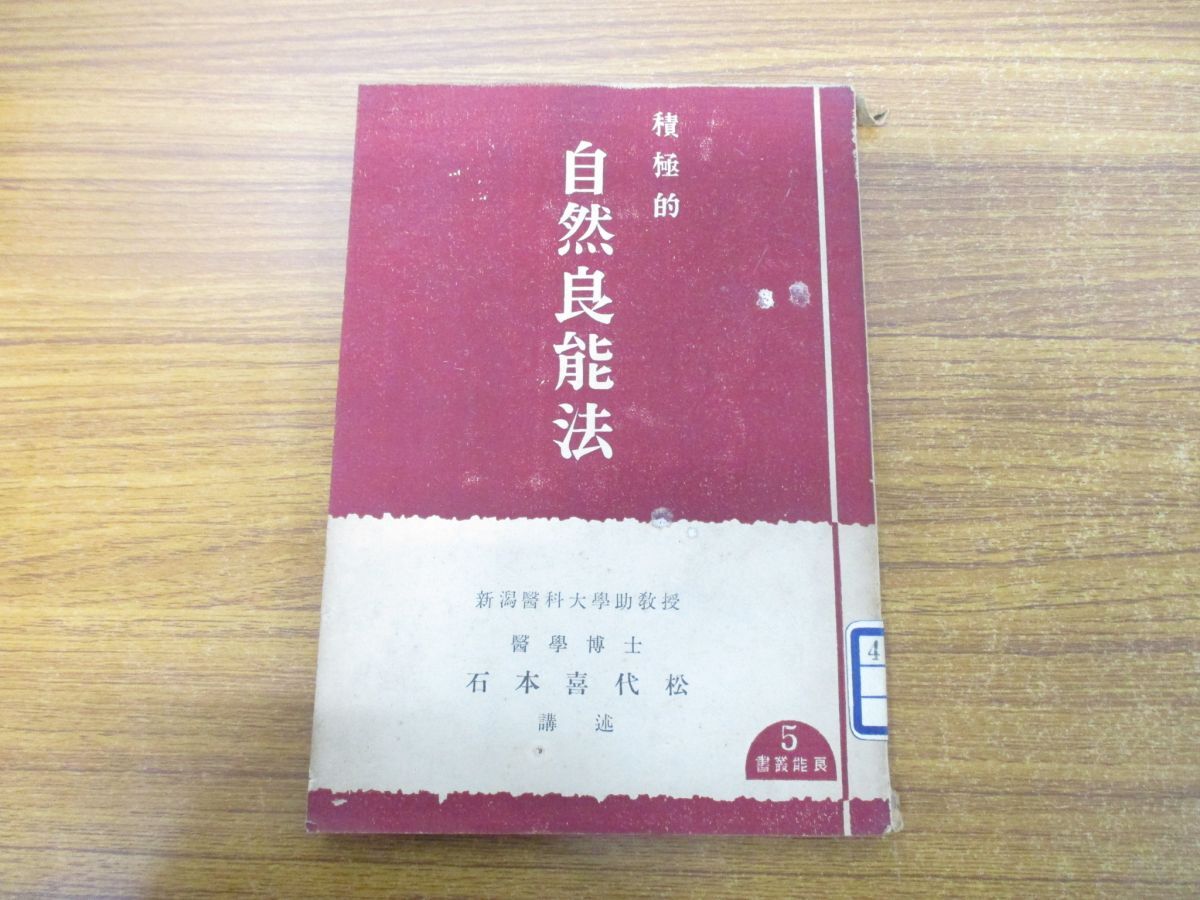 積極的
自然良能法
新潟醫科大學助教授
醫學博士
石本喜代松
講述
5
書叢能良
4